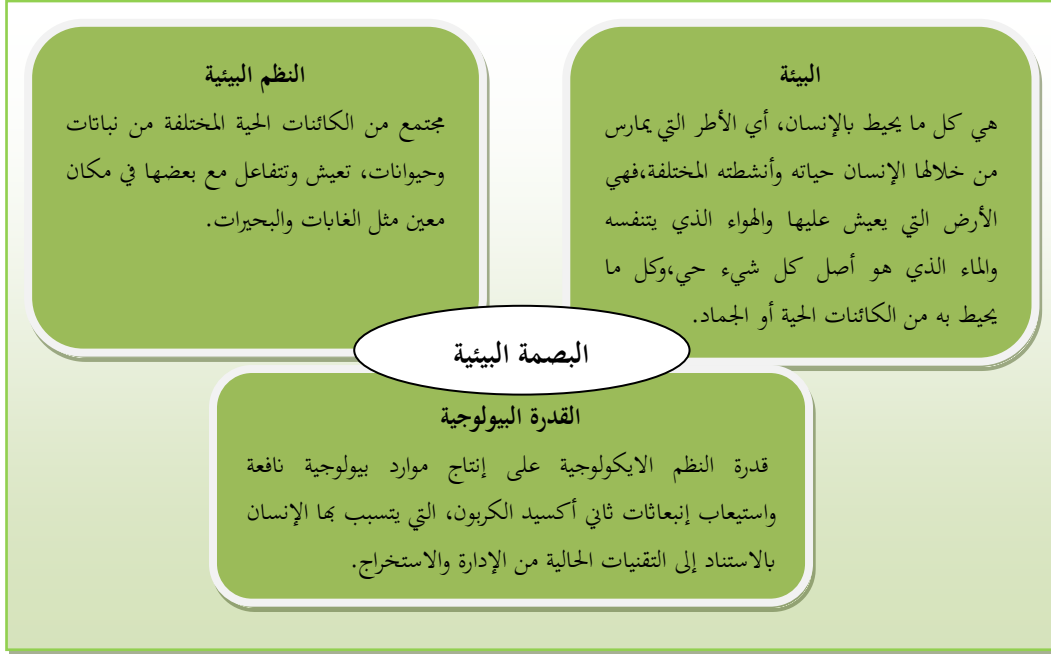 البيئة
هي كل ما يحيط بالإنسان، أي الأطر التي يمارس
من خلالها الإنسان حياته وأنشطته المختلفة،فهي
الأرض التي يعيش عليها والهواء الذي يتنفسه
والماء الذي هو أصل كل شيء حي،وكل ما
يحيط به من الكائنات الحية أو الجماد.
النظم البيئية
مجتمع من الكائنات الحية المختلفة من نباتات
وحيوانات، تعيش وتتفاعل مع بعضها في مكان
معين مثل الغابات والبحيرات.
البصمة البيئية
القدرة البيولوجية
قدرة النظم الايكولوجية على إنتاج موارد بيولوجية نافعة
واستيعاب إنبعاثات ثاني أكسيد الكربون، التي يتسبب بها الإنسان
بالاستناد إلى التقنيات الحالية من الإدارة والاستخراج.